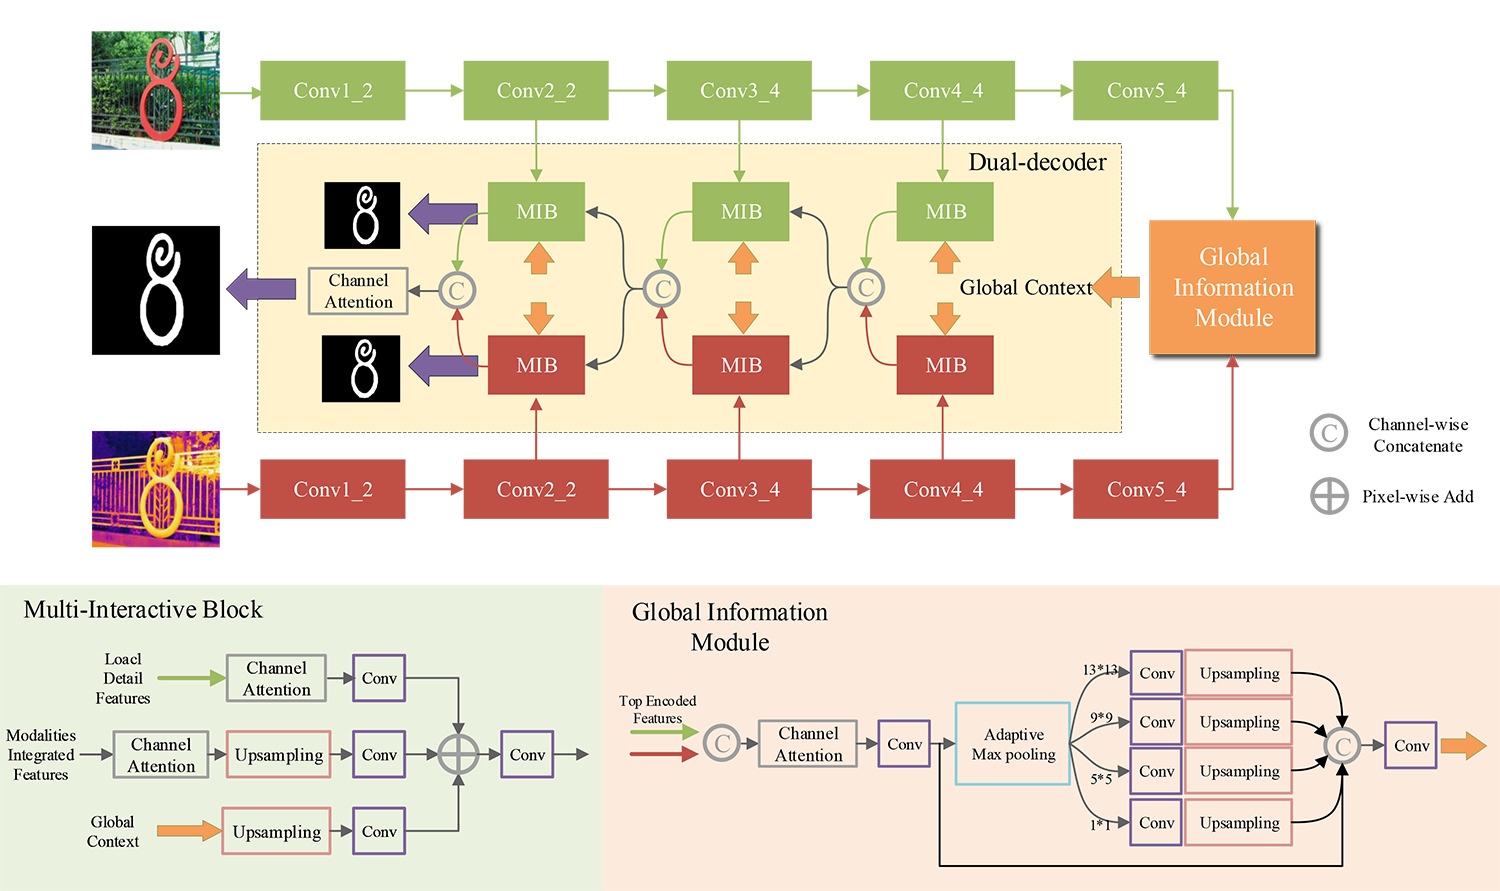 Conv1_2
Conv2_2
Conv3_4
Conv4_4
Conv5_4
Dual-decoder
MIB
MIB
MIB
Global
Information
Module
Channel
Attention
C
C
C
Global Context
MIB
MIB
MIB
C
Channel-wise
Concatenate
Pixel-wise Add
Conv1_2
Conv2_2
Conv3_4
Conv4_4
Conv5_4
Multi-Interactive Block
Loacl
Detail
Features
Channel
Attention
Conv
Modalities
Integrated
Features
Channel
Attention
Upsampling
Conv
Conv
Global
Context
Upsampling
Conv
Global Information
Module
Top Encoded
Features
C
Channel
Attention
Conv
Adaptive
Max pooling
13*13
Conv
Upsampling
9*9
Conv
Upsampling
5*5
Conv
Upsampling
1*1
Conv
Upsampling
C
Conv